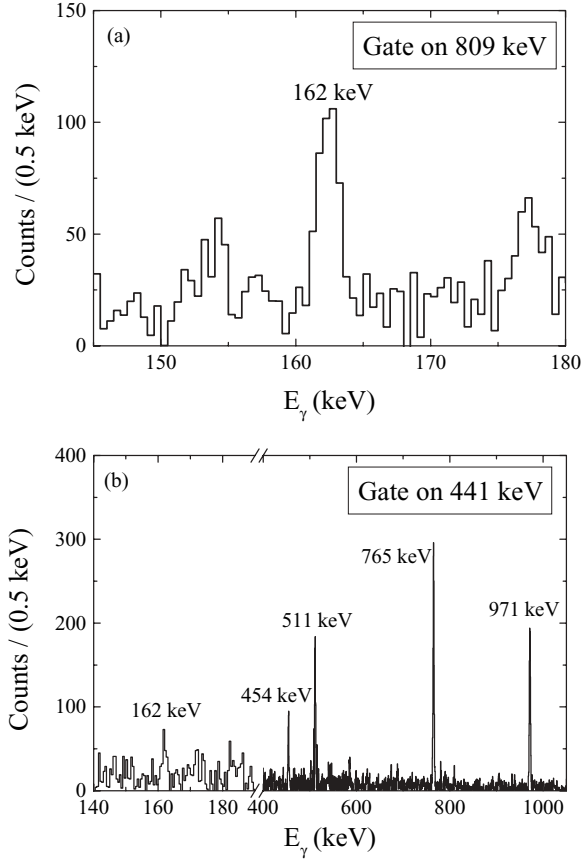 150
(a)
Gate on 809 keV
162 keV
100
50
0
Counts / (0.5 keV)
150 160 170 180
Eγ (keV)
400
(b)
Gate on 441 keV
300
765 keV
971 keV
200
511 keV
454 keV
100
162 keV
0
Counts / (0.5 keV)
140 160 180 400 600 800 1000
Eγ (keV)